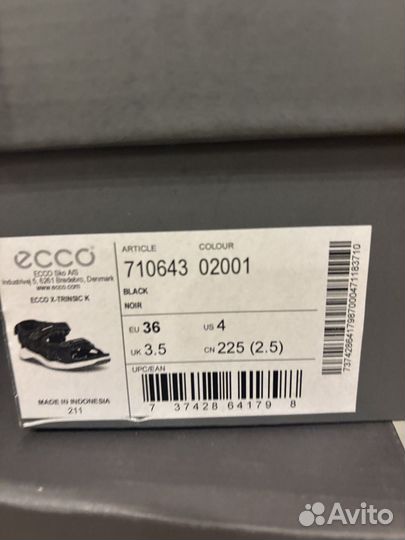 ecco
ECCO Sko A/S
Industrivej 5, 6261 Bredebro, Denmark
www.ecco.com
ECCO X-TRINSIC K
MADE IN INDONESIA
211
ARTICLE COLOUR
710643 02001
BLACK
NOIR
EU 36 US 4
UK 3.5 CN 225 (2.5)
UPC/EAN
7 37428 64179 8
7374286417987000471183710
Avito